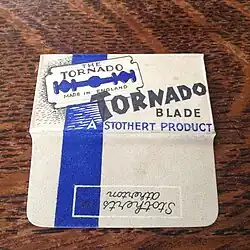 THE
TORNADO
MADE IN ENGLAND
TORNADO
BLADE
A STOTHERT PRODUCT
Stotherts
Atherton